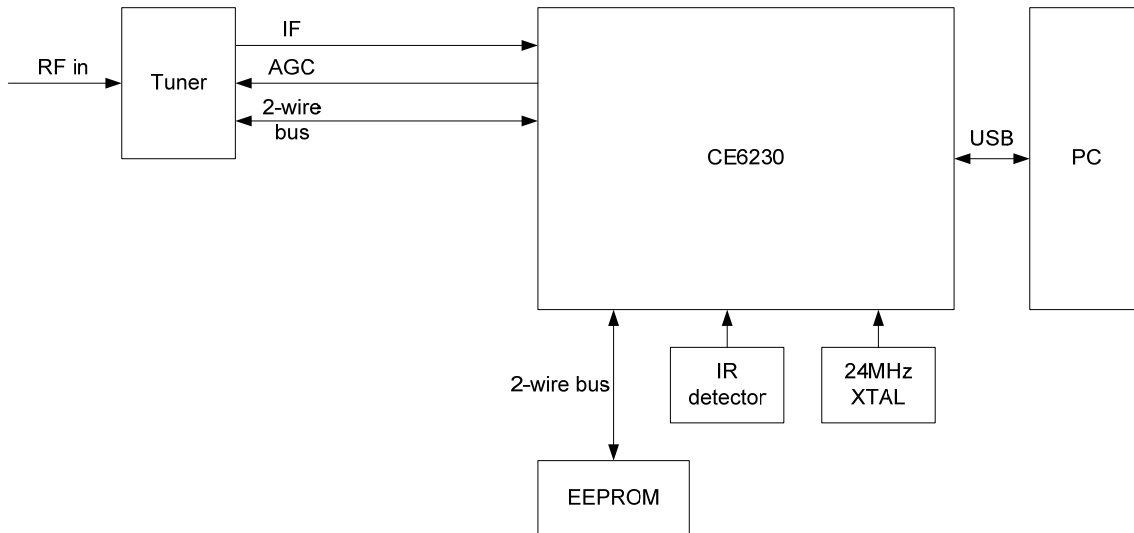 RF in
Tuner
IF
AGC
2-wire
bus
CE6230
USB
PC
2-wire bus
IR
detector
24MHz
XTAL
EEPROM